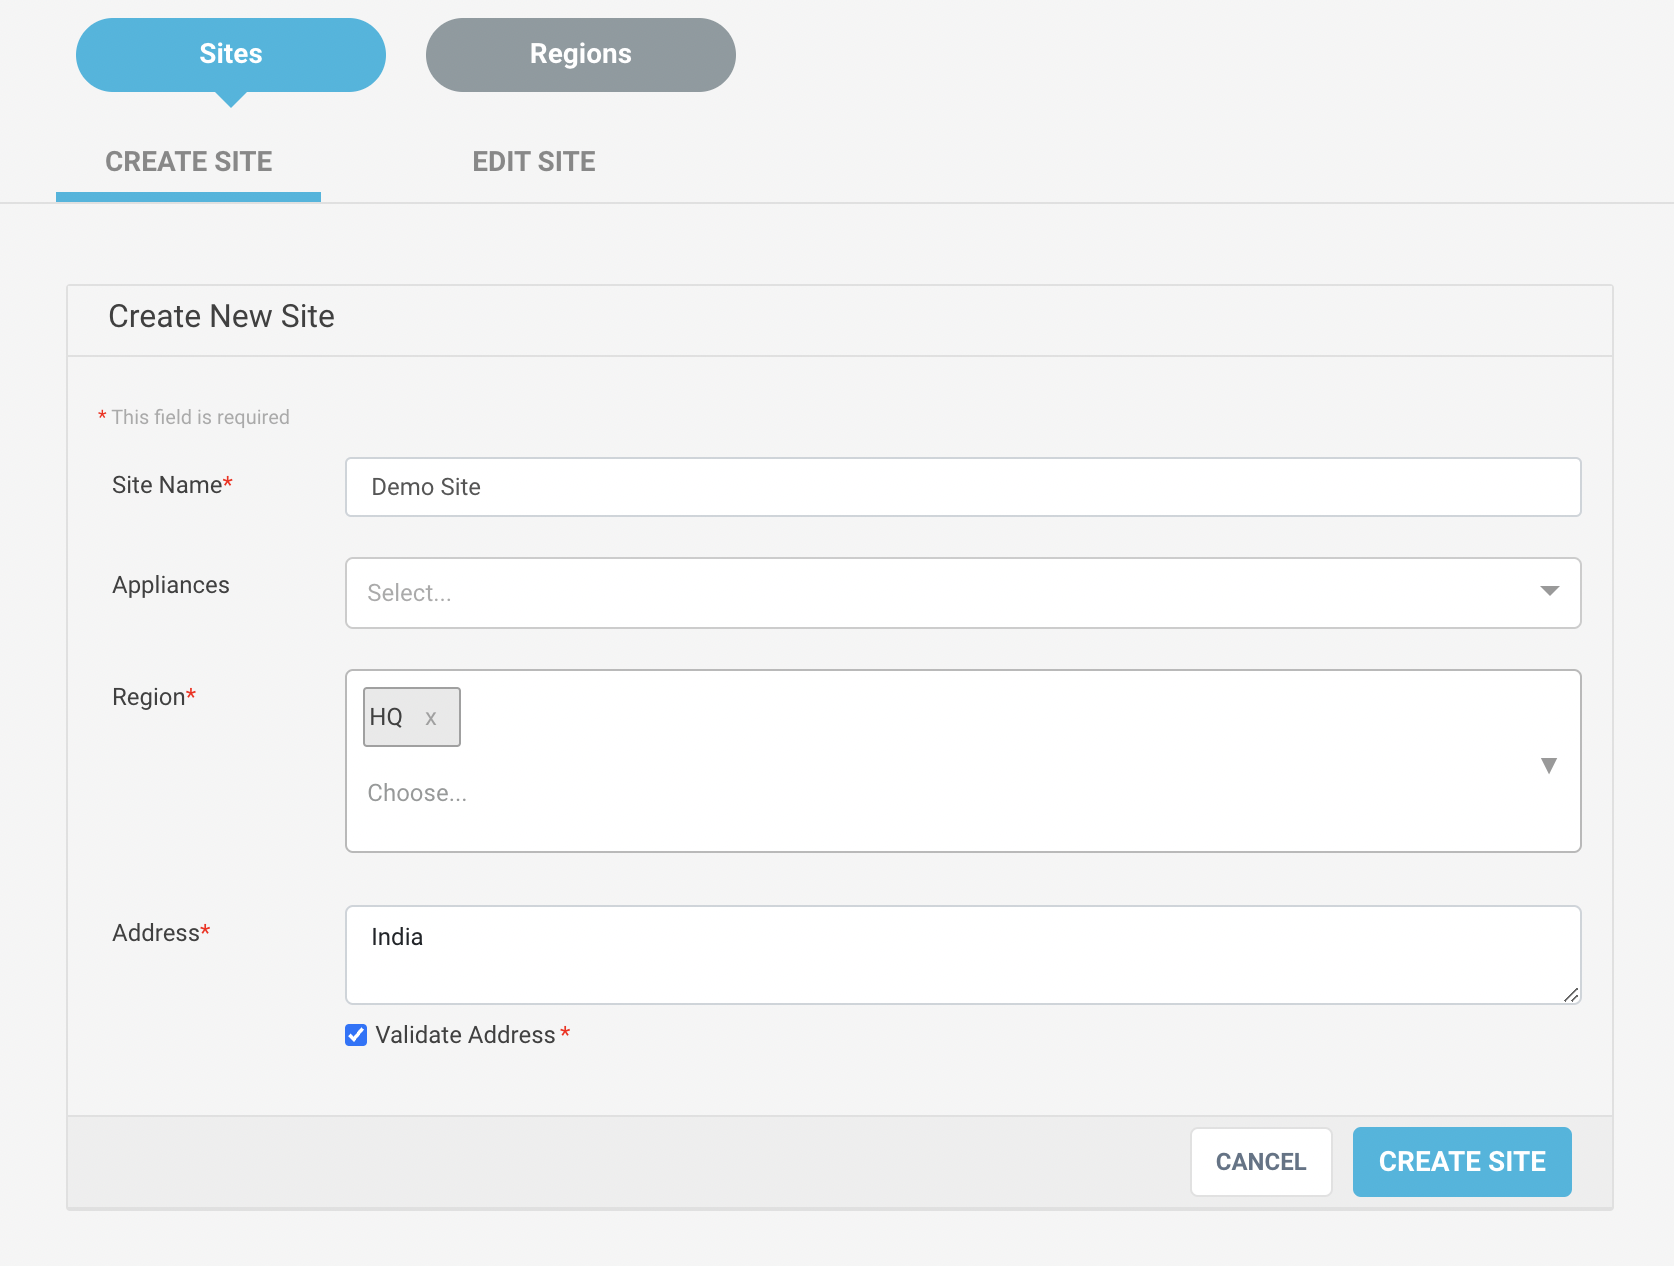 Sites
Regions
CREATE SITE
EDIT SITE
Create New Site
* This field is required
Site Name*
Demo Site
Appliances
Select...
Region*
HQ x
Choose...
Address*
India
Validate Address *
CANCEL
CREATE SITE